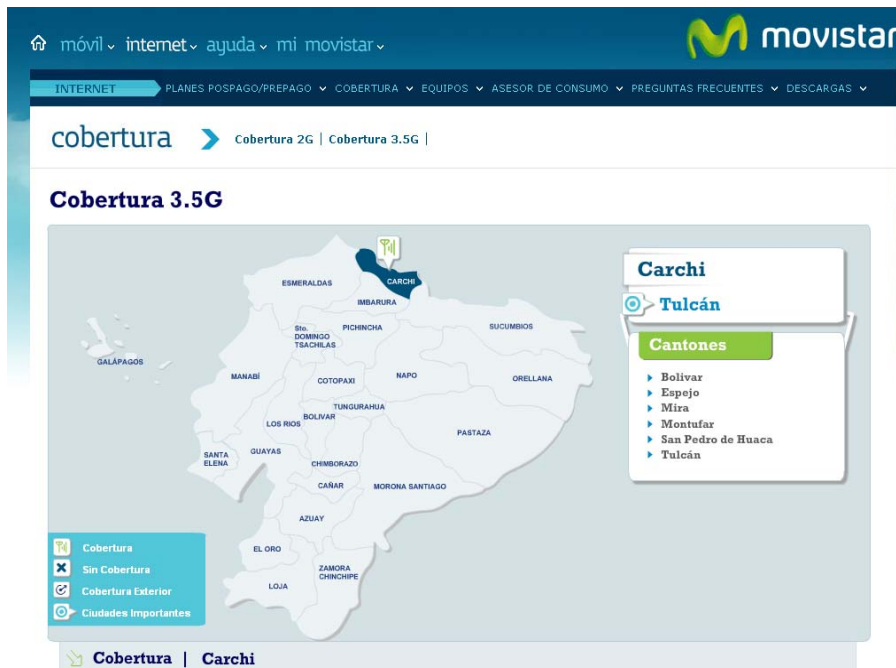 móvil internet ayuda mi movistar
movistar
INTERNET PLANES POSPAGO/PREPAGO COBERTURA EQUIPOS ASESOR DE CONSUMO PREGUNTAS FRECUENTES DESCARGAS
cobertura Cobertura 2G | Cobertura 3.5G |
Cobertura 3.5G
ESMERALDAS
CARCHI
IMBARURA
Sto.
DOMINGO
TSACHILAS
PICHINCHA
SUCUMBIOS
GALÁPAGOS
MANABÍ
COTOPAXI
NAPO
ORELLANA
TUNGURAHUA
BOLIVAR
LOS RIOS
PASTAZA
SANTA
ELENA
GUAYAS
CHIMBORAZO
CAÑAR
MORONA SANTIAGO
AZUAY
EL ORO
ZAMORA
CHINCHIPE
LOJA
Carchi
Tulcán
Cantones
Bolivar
Espejo
Mira
Montufar
San Pedro de Huaca
Tulcán
Cobertura
Sin Cobertura
Cobertura Exterior
Ciudades Importantes
Cobertura | Carchi